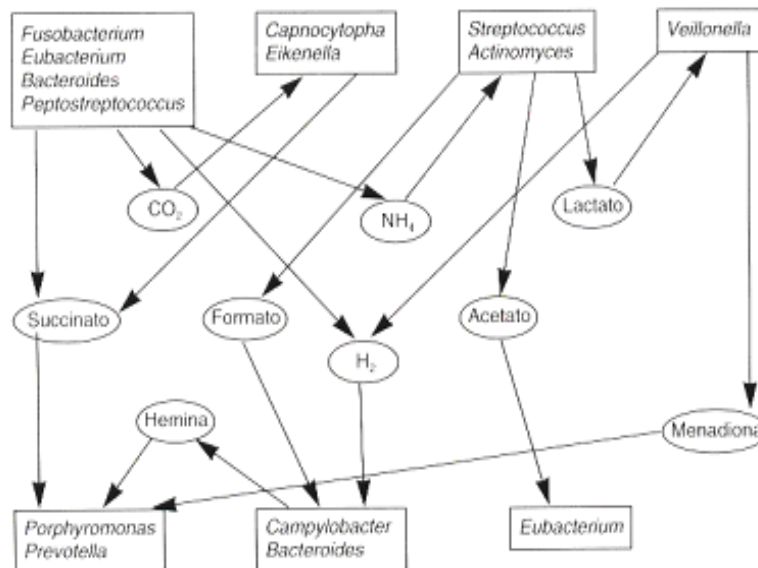 Fusobacterium
Eubacterium
Bacteroides
Peptostreptococcus
Capnocytopha
Eikenella
Streptococcus
Actinomyces
Veillonella
CO₂
NH₄
Lactato
Succinato
Formato
H₂
Acetato
Hemina
Menadiona
Porphyromonas
Prevotella
Campylobacter
Bacteroides
Eubacterium